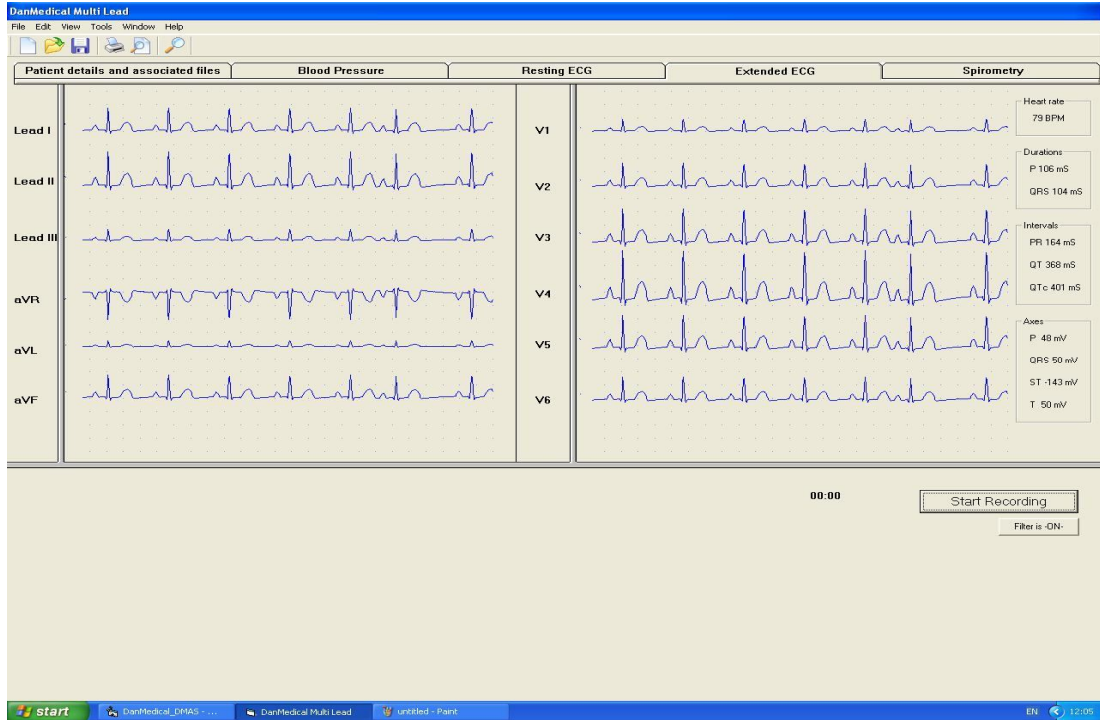 DanMedical Multi Lead
File Edit View Tools Window Help
Patient details and associated files Blood Pressure Resting ECG Extended ECG Spirometry
Lead I
Lead II
Lead III
aVR
aVL
aVF
V1
V2
V3
V4
V5
V6
Heart rate
79 BPM
Durations
P 106 mS
QRS 104 mS
Intervals
PR 164 mS
QT 368 mS
QTc 401 mS
Axes
P 48 mV
QRS 50 mV
ST -143 mV
T 50 mV
00:00
Start Recording
Filter is -ON-
start DanMedical_DMAS - ... DanMedical Multi Lead untitled - Paint EN 12:05